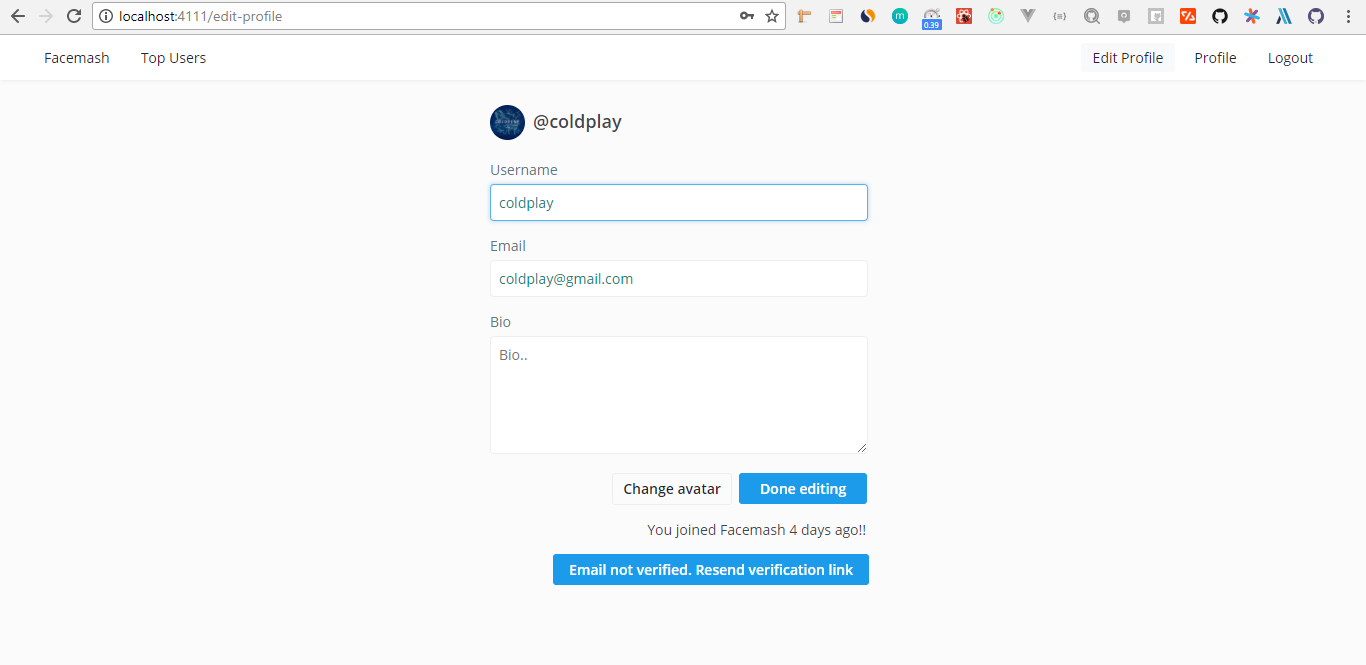 localhost:4111/edit-profile
m
0.39
Facemash Top Users Edit Profile Profile Logout
@coldplay
Username
coldplay
Email
coldplay@gmail.com
Bio
Bio..
Change avatar Done editing
You joined Facemash 4 days ago!!
Email not verified. Resend verification link